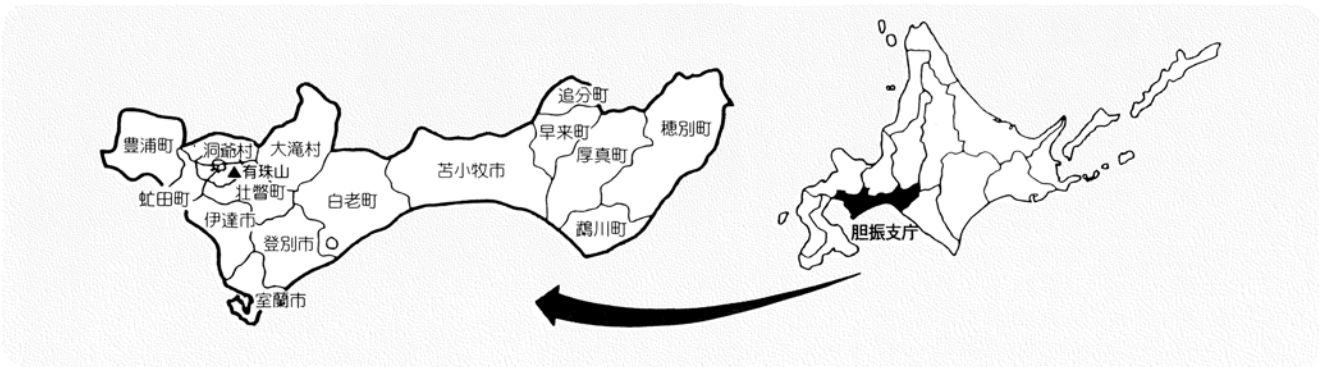 追分町
早来町
穂別町
厚真町
豊浦町
洞爺村
大滝村
▲有珠山
苫小牧市
虻田町
壮瞥町
白老町
伊達市
鵡川町
登別市
室蘭市
胆振支庁